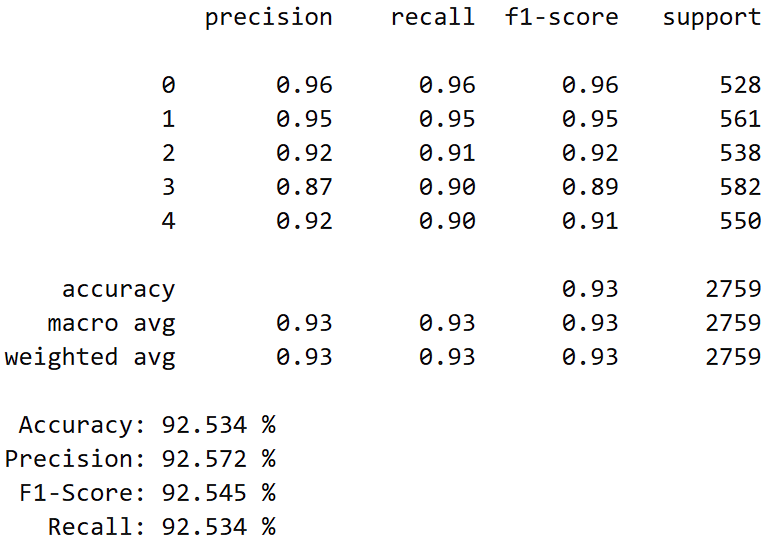 precision recall f1-score support
0 0.96 0.96 0.96 528
1 0.95 0.95 0.95 561
2 0.92 0.91 0.92 538
3 0.87 0.90 0.89 582
4 0.92 0.90 0.91 550
accuracy 0.93 2759
macro avg 0.93 0.93 0.93 2759
weighted avg 0.93 0.93 0.93 2759
Accuracy: 92.534 %
Precision: 92.572 %
F1-Score: 92.545 %
Recall: 92.534 %